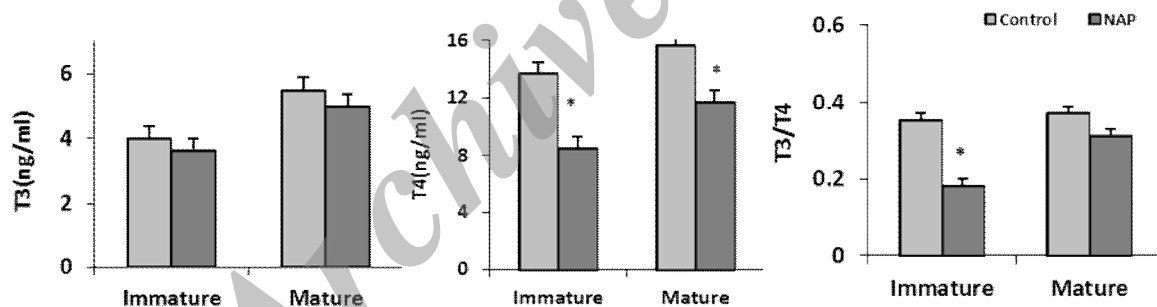 Control NAP
T3(ng/ml)
6
4
2
0
Immature Mature
T4(ng/ml)
16
12
8
4
0
*
*
Immature Mature
T3/T4
0.6
0.4
0.2
0
*
Immature Mature
Archive